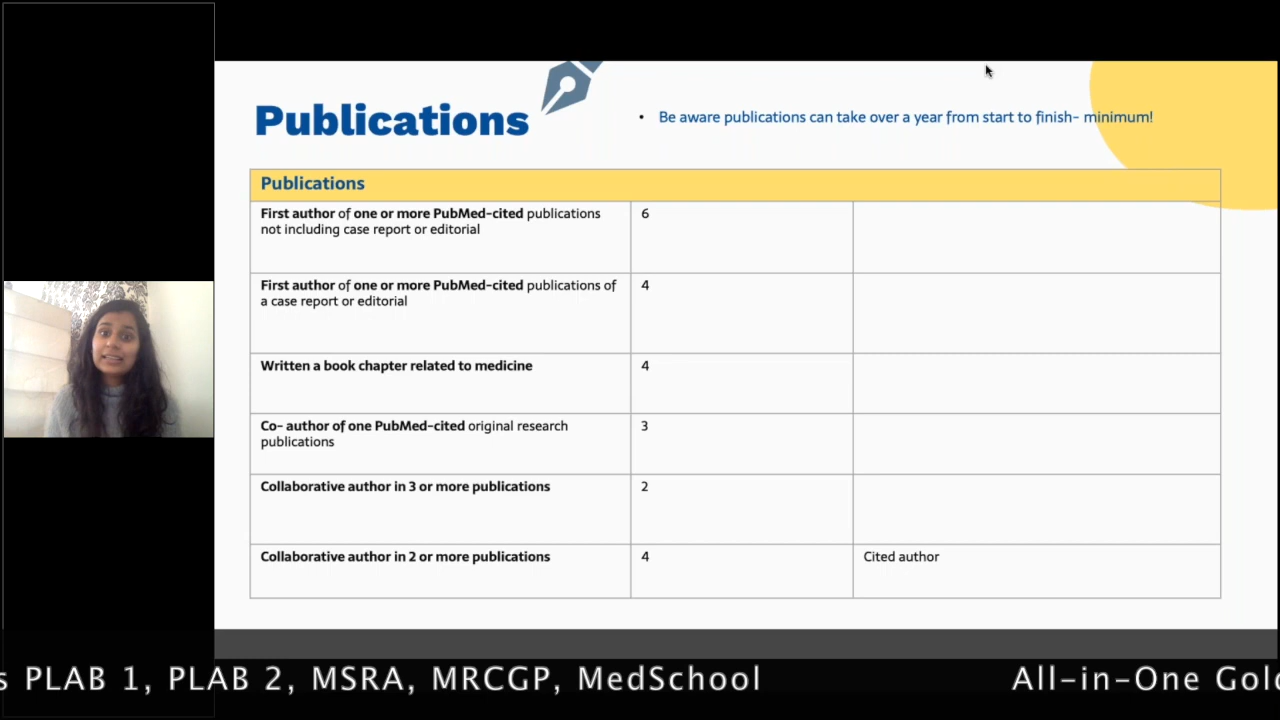 Publications
• Be aware publications can take over a year from start to finish- minimum!
Publications
First author of one or more PubMed-cited publications
not including case report or editorial
6
First author of one or more PubMed-cited publications of
a case report or editorial
4
Written a book chapter related to medicine
4
Co- author of one PubMed-cited original research
publications
3
Collaborative author in 3 or more publications
2
Collaborative author in 2 or more publications
4
Cited author
s PLAB 1, PLAB 2, MSRA, MRCGP, MedSchool
All-in-One Gold